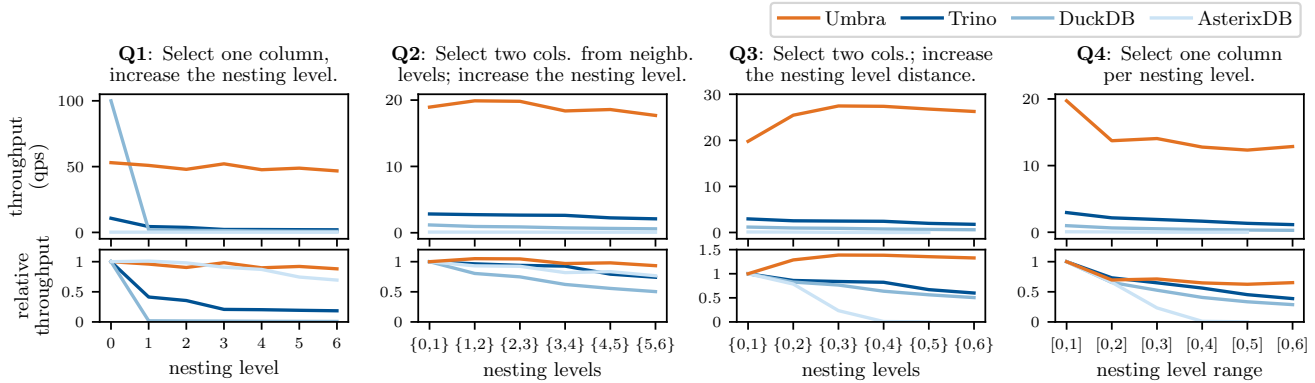 Umbra Trino DuckDB AsterixDB
Q1: Select one column,
increase the nesting level.
Q2: Select two cols. from neighb.
levels; increase the nesting level.
Q3: Select two cols.; increase
the nesting level distance.
Q4: Select one column
per nesting level.
throughput
(qps)
100
50
0
20
10
0
30
20
10
0
20
10
0
relative
throughput
1
0.5
0
1
0.5
0
1.5
1
0.5
0
1
0.5
0
0 1 2 3 4 5 6
nesting level
{0,1} {1,2} {2,3} {3,4} {4,5} {5,6}
nesting levels
{0,1} {0,2} {0,3} {0,4} {0,5} {0,6}
nesting levels
[0,1] [0,2] [0,3] [0,4] [0,5] [0,6]
nesting level range